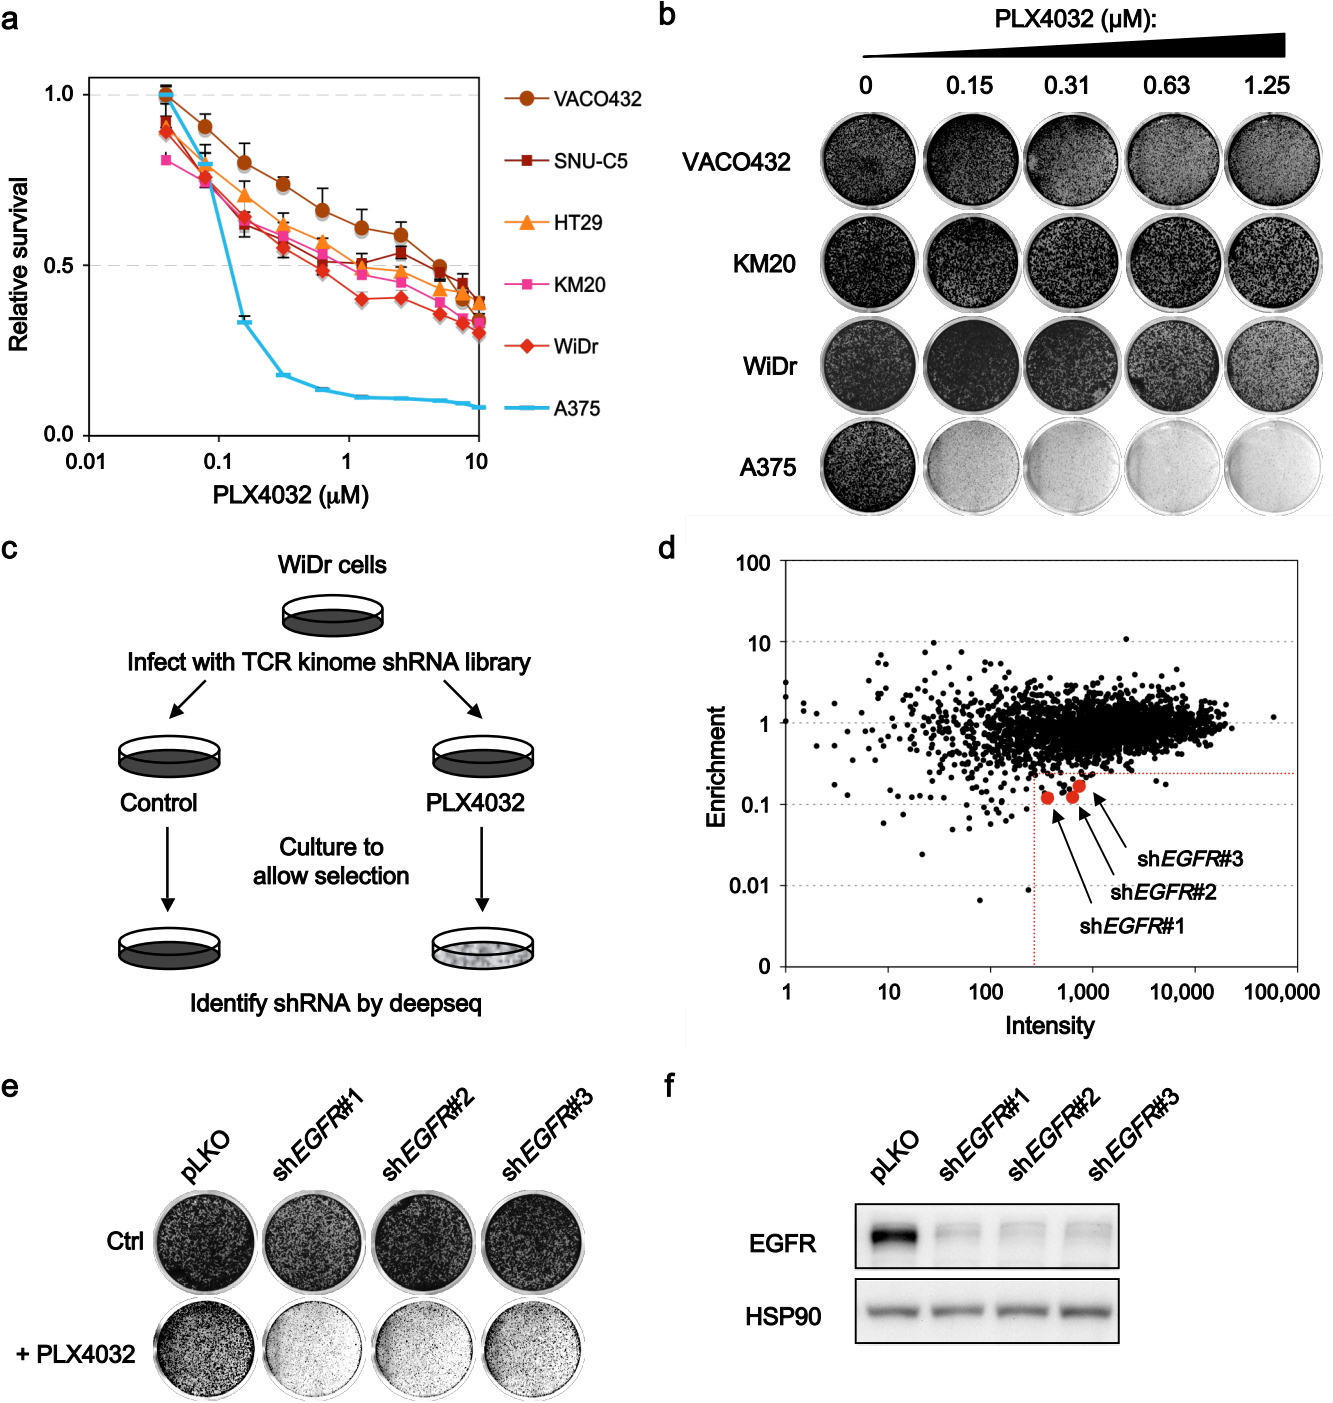 a
1.0
0.5
0.0
Relative survival
0.01 0.1 1 10
PLX4032 (µM)
VACO432
SNU-C5
HT29
KM20
WiDr
A375
b
PLX4032 (µM):
0 0.15 0.31 0.63 1.25
VACO432
KM20
WiDr
A375
c
WiDr cells
Infect with TCR kinome shRNA library
Control PLX4032
Culture to
allow selection
Identify shRNA by deepseq
d
100
10
1
0.1
0.01
0
Enrichment
shEGFR#3
shEGFR#2
shEGFR#1
1 10 100 1,000 10,000 100,000
Intensity
e
pLKO shEGFR#1 shEGFR#2 shEGFR#3
Ctrl
+ PLX4032
f
pLKO shEGFR#1 shEGFR#2 shEGFR#3
EGFR
HSP90